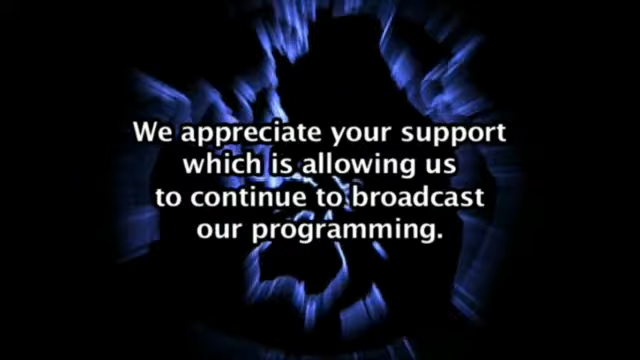 We appreciate your support
which is allowing us
to continue to broadcast
our programming.